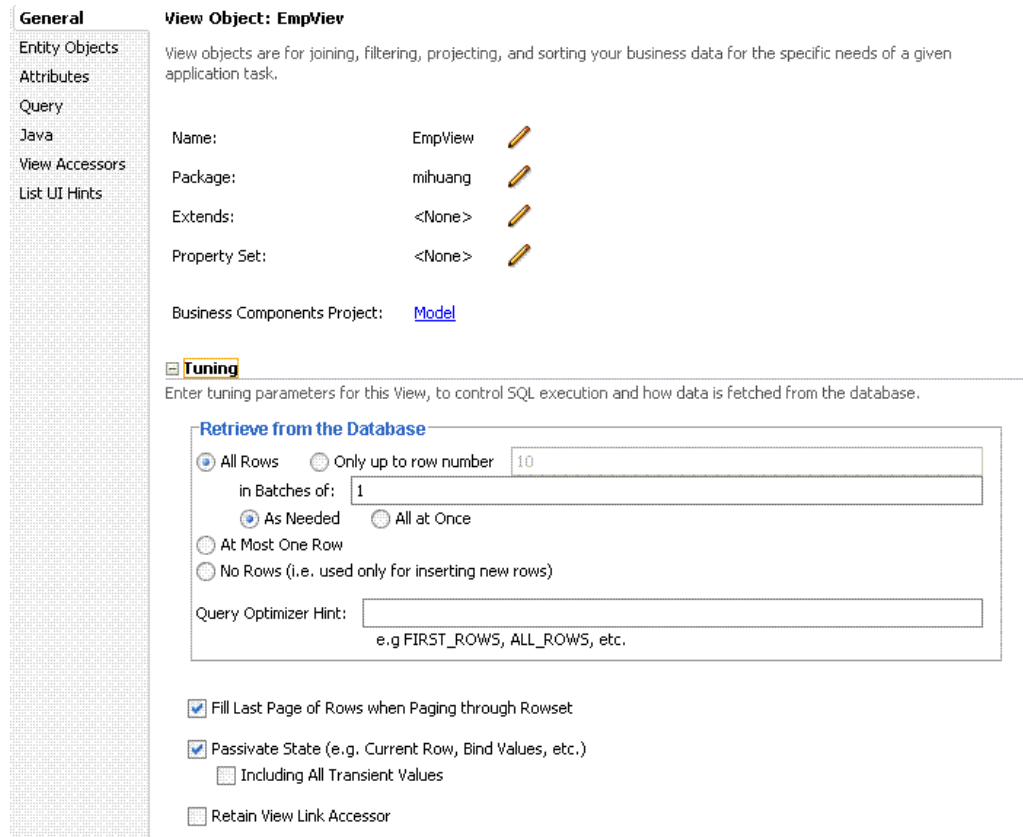 General
Entity Objects
Attributes
Query
Java
View Accessors
List UI Hints
View Object: EmpViev
View objects are for joining, filtering, projecting, and sorting your business data for the specific needs of a given
application task.
Name: EmpView
Package: mihuang
Extends: <None>
Property Set: <None>
Business Components Project: Model
Tuning
Enter tuning parameters for this View, to control SQL execution and how data is fetched from the database.
Retrieve from the Database
All Rows Only up to row number 10
in Batches of: 1
As Needed All at Once
At Most One Row
No Rows (i.e. used only for inserting new rows)
Query Optimizer Hint:
e.g FIRST_ROWS, ALL_ROWS, etc.
Fill Last Page of Rows when Paging through Rowset
Passivate State (e.g. Current Row, Bind Values, etc.)
Including All Transient Values
Retain View Link Accessor